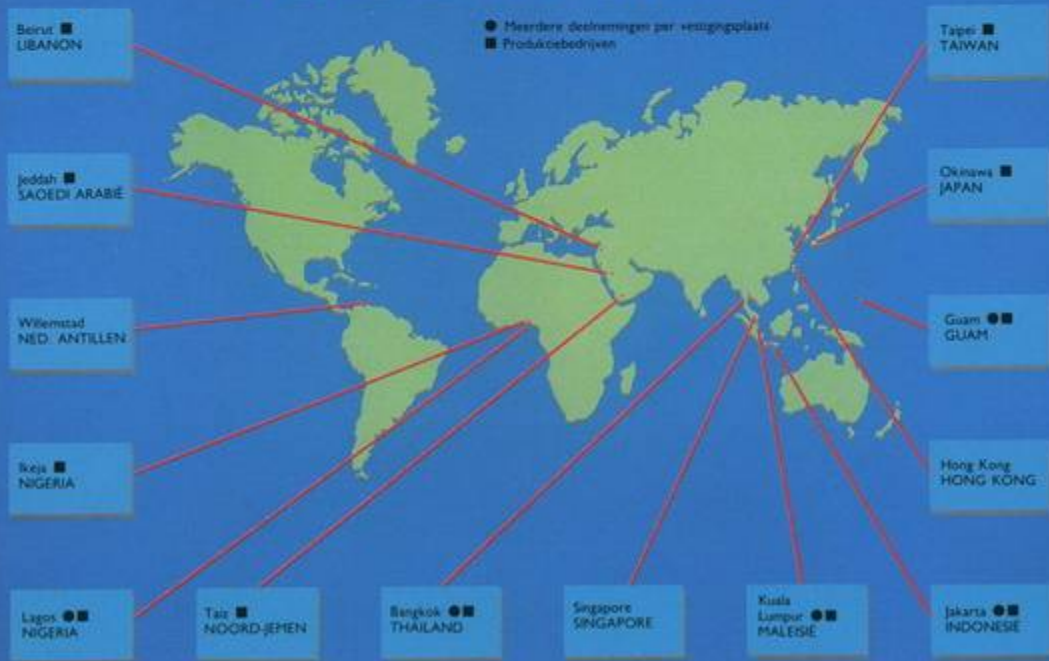 ● Meerdere deelnemingen per vestigingsplaats
■ Produktiebedrijven
Beirut ■
LIBANON
Taipei ■
TAIWAN
Jeddah ■
SAOEDI ARABIË
Okinawa ■
JAPAN
Willemstad
NED. ANTILLEN
Guam ●■
GUAM
Ikeja ■
NIGERIA
Hong Kong
HONG KONG
Lagos ●■
NIGERIA
Taiz ■
NOORD-JEMEN
Bangkok ●■
THAILAND
Singapore
SINGAPORE
Kuala
Lumpur ●■
MALEISIË
Jakarta ●■
INDONESIË